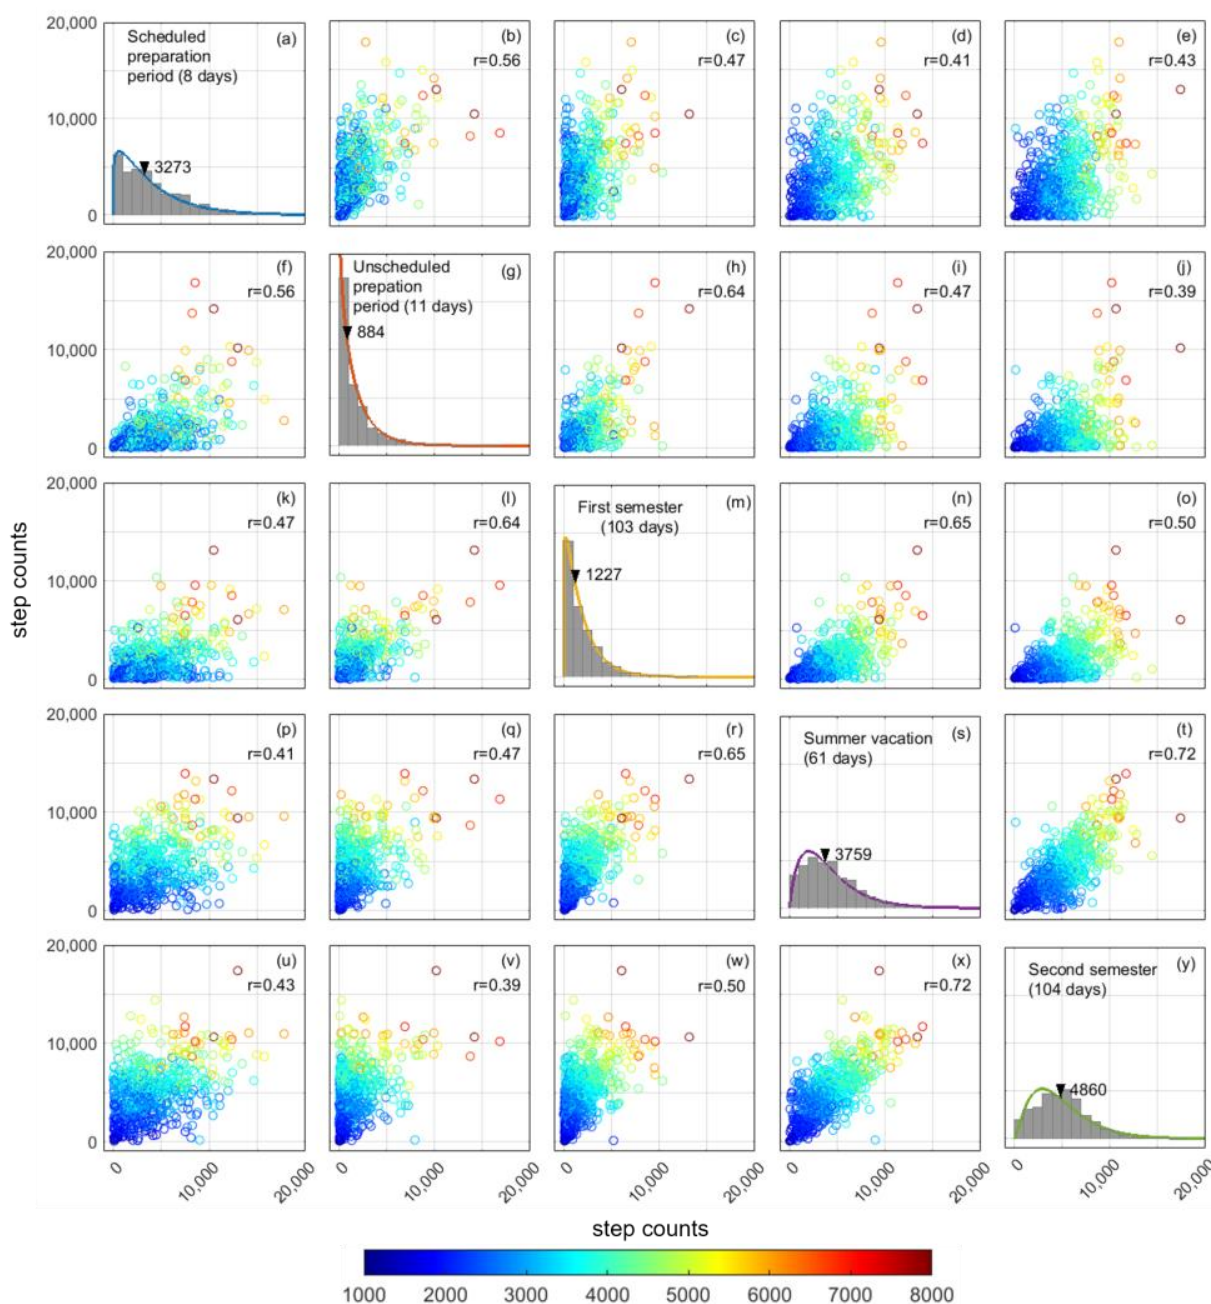 20,000
10,000
0
Scheduled (a)
preparation
period (8 days)
3273
(b)
r=0.56
(c)
r=0.47
(d)
r=0.41
(e)
r=0.43
20,000
10,000
0
(f)
r=0.56
Unscheduled (g)
prepation
period (11 days)
884
(h)
r=0.64
(i)
r=0.47
(j)
r=0.39
step counts
20,000
10,000
0
(k)
r=0.47
(l)
r=0.64
First semester (m)
(103 days)
1227
(n)
r=0.65
(o)
r=0.50
20,000
10,000
0
(p)
r=0.41
(q)
r=0.47
(r)
r=0.65
Summer vacation (s)
(61 days)
3759
(t)
r=0.72
20,000
10,000
0
(u)
r=0.43
(v)
r=0.39
(w)
r=0.50
(x)
r=0.72
Second semester (y)
(104 days)
4860
0 10,000 20,000 0 10,000 20,000 0 10,000 20,000 0 10,000 20,000 0 10,000 20,000
step counts
1000 2000 3000 4000 5000 6000 7000 8000